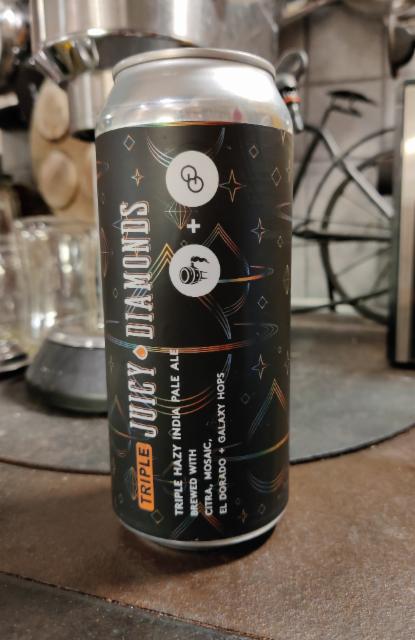 +
TRIPLE JUICY DIAMONDS
TRIPLE HAZY INDIA PALE ALE
BREWED WITH
CITRA, MOSAIC,
EL DORADO + GALAXY HOPS